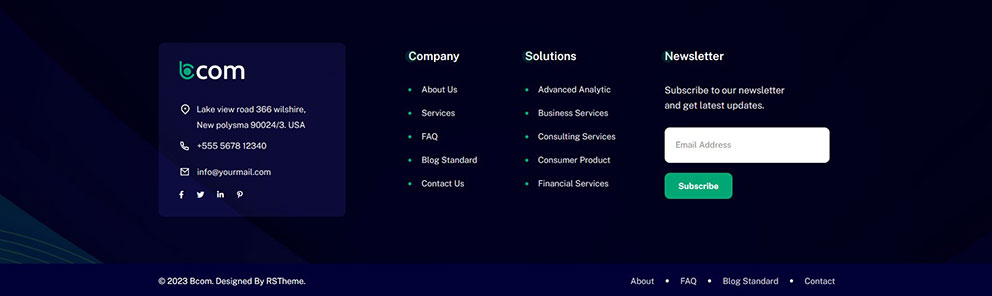 bcom
Lake view road 366 wilshire,
New polysma 90024/3. USA
+555 5678 12340
info@yourmail.com
Company
About Us
Services
FAQ
Blog Standard
Contact Us
Solutions
Advanced Analytic
Business Services
Consulting Services
Consumer Product
Financial Services
Newsletter
Subscribe to our newsletter
and get latest updates.
Email Address
Subscribe
© 2023 Bcom. Designed By RSTheme.
About • FAQ • Blog Standard • Contact